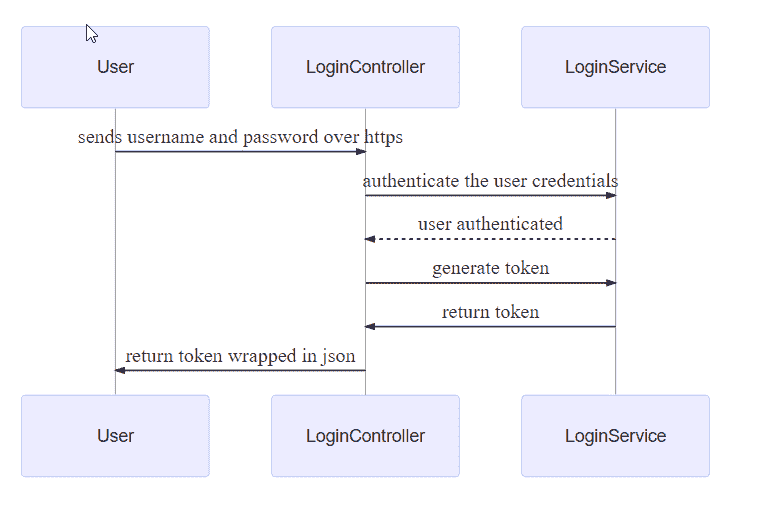 User
LoginController
LoginService
sends username and password over https
authenticate the user credentials
user authenticated
generate token
return token
return token wrapped in json
User
LoginController
LoginService